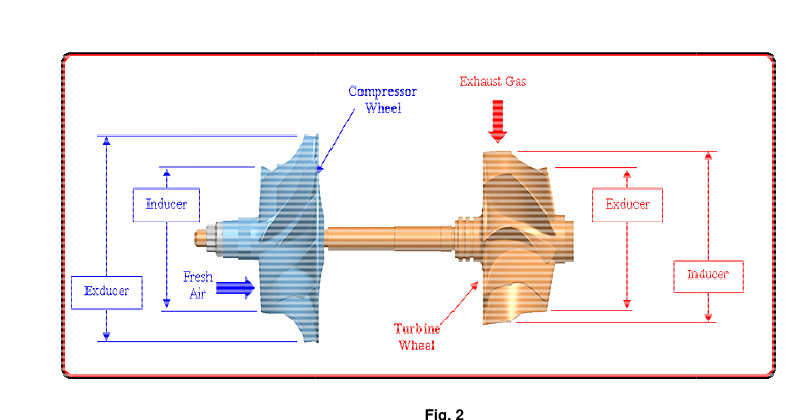 Exhaust Gas
Compressor
Wheel
Inducer
Exducer
Fresh
Air
Exducer
Inducer
Turbine
Wheel
Fig. 2